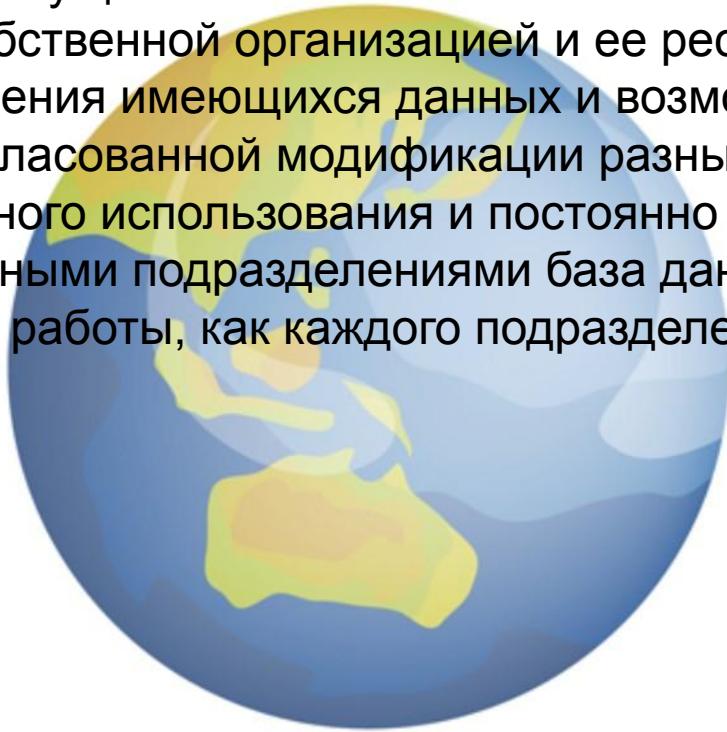 бственной организацией и ее рес
ения имеющихся данных и возм
ласованной модификации разны
ного использования и постоянно
ными подразделениями база дан
работы, как каждого подразделе